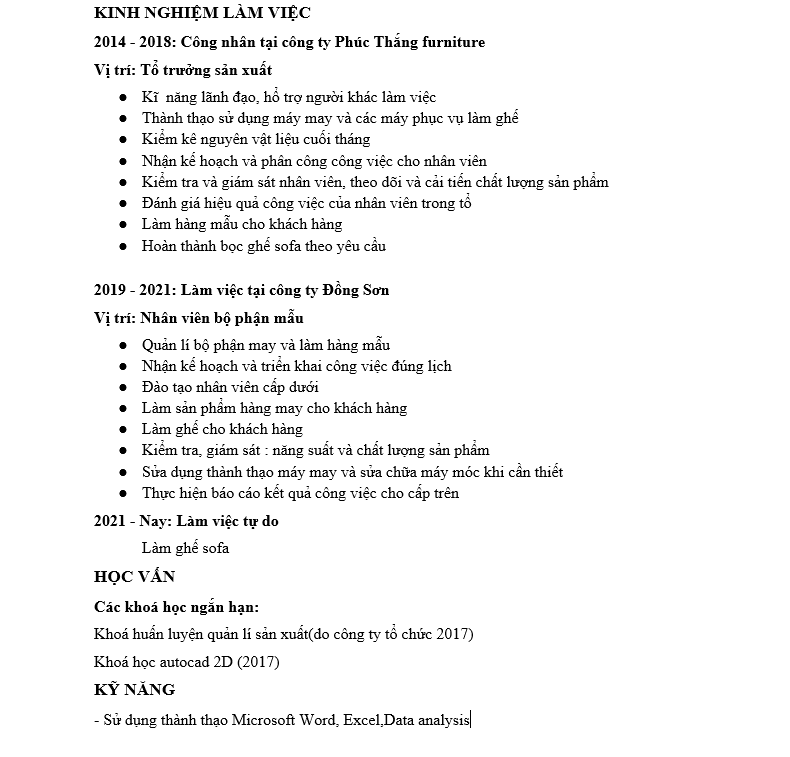 KINH NGHIỆM LÀM VIỆC
2014 - 2018: Công nhân tại công ty Phúc Thắng furniture
Vị trí: Tổ trưởng sản xuất
● Kĩ năng lãnh đạo, hổ trợ người khác làm việc
● Thành thạo sử dụng máy may và các máy phục vụ làm ghế
● Kiểm kê nguyên vật liệu cuối tháng
● Nhận kế hoạch và phân công công việc cho nhân viên
● Kiểm tra và giám sát nhân viên, theo dõi và cải tiến chất lượng sản phẩm
● Đánh giá hiệu quả công việc của nhân viên trong tổ
● Làm hàng mẫu cho khách hàng
● Hoàn thành bọc ghế sofa theo yêu cầu
2019 - 2021: Làm việc tại công ty Đồng Sơn
Vị trí: Nhân viên bộ phận mẫu
● Quản lí bộ phận may và làm hàng mẫu
● Nhận kế hoạch và triển khai công việc đúng lịch
● Đào tạo nhân viên cấp dưới
● Làm sản phẩm hàng may cho khách hàng
● Làm ghế cho khách hàng
● Kiểm tra, giám sát : năng suất và chất lượng sản phẩm
● Sửa dụng thành thạo máy may và sửa chữa máy móc khi cần thiết
● Thực hiện báo cáo kết quả công việc cho cấp trên
2021 - Nay: Làm việc tự do
Làm ghế sofa
HỌC VẤN
Các khoá học ngắn hạn:
Khoá huấn luyện quản lí sản xuất(do công ty tổ chức 2017)
Khoá học autocad 2D (2017)
KỸ NĂNG
- Sử dụng thành thạo Microsoft Word, Excel,Data analysis